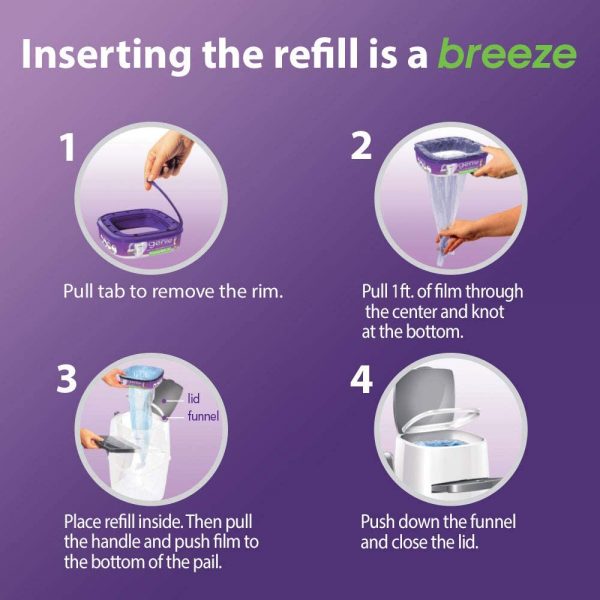 Inserting the refill is a breeze
1
genie
Pull tab to remove the rim.
2
genie
Pull 1ft. of film through
the center and knot
at the bottom.
3
lid
funnel
Place refill inside. Then pull
the handle and push film to
the bottom of the pail.
4
Push down the funnel
and close the lid.